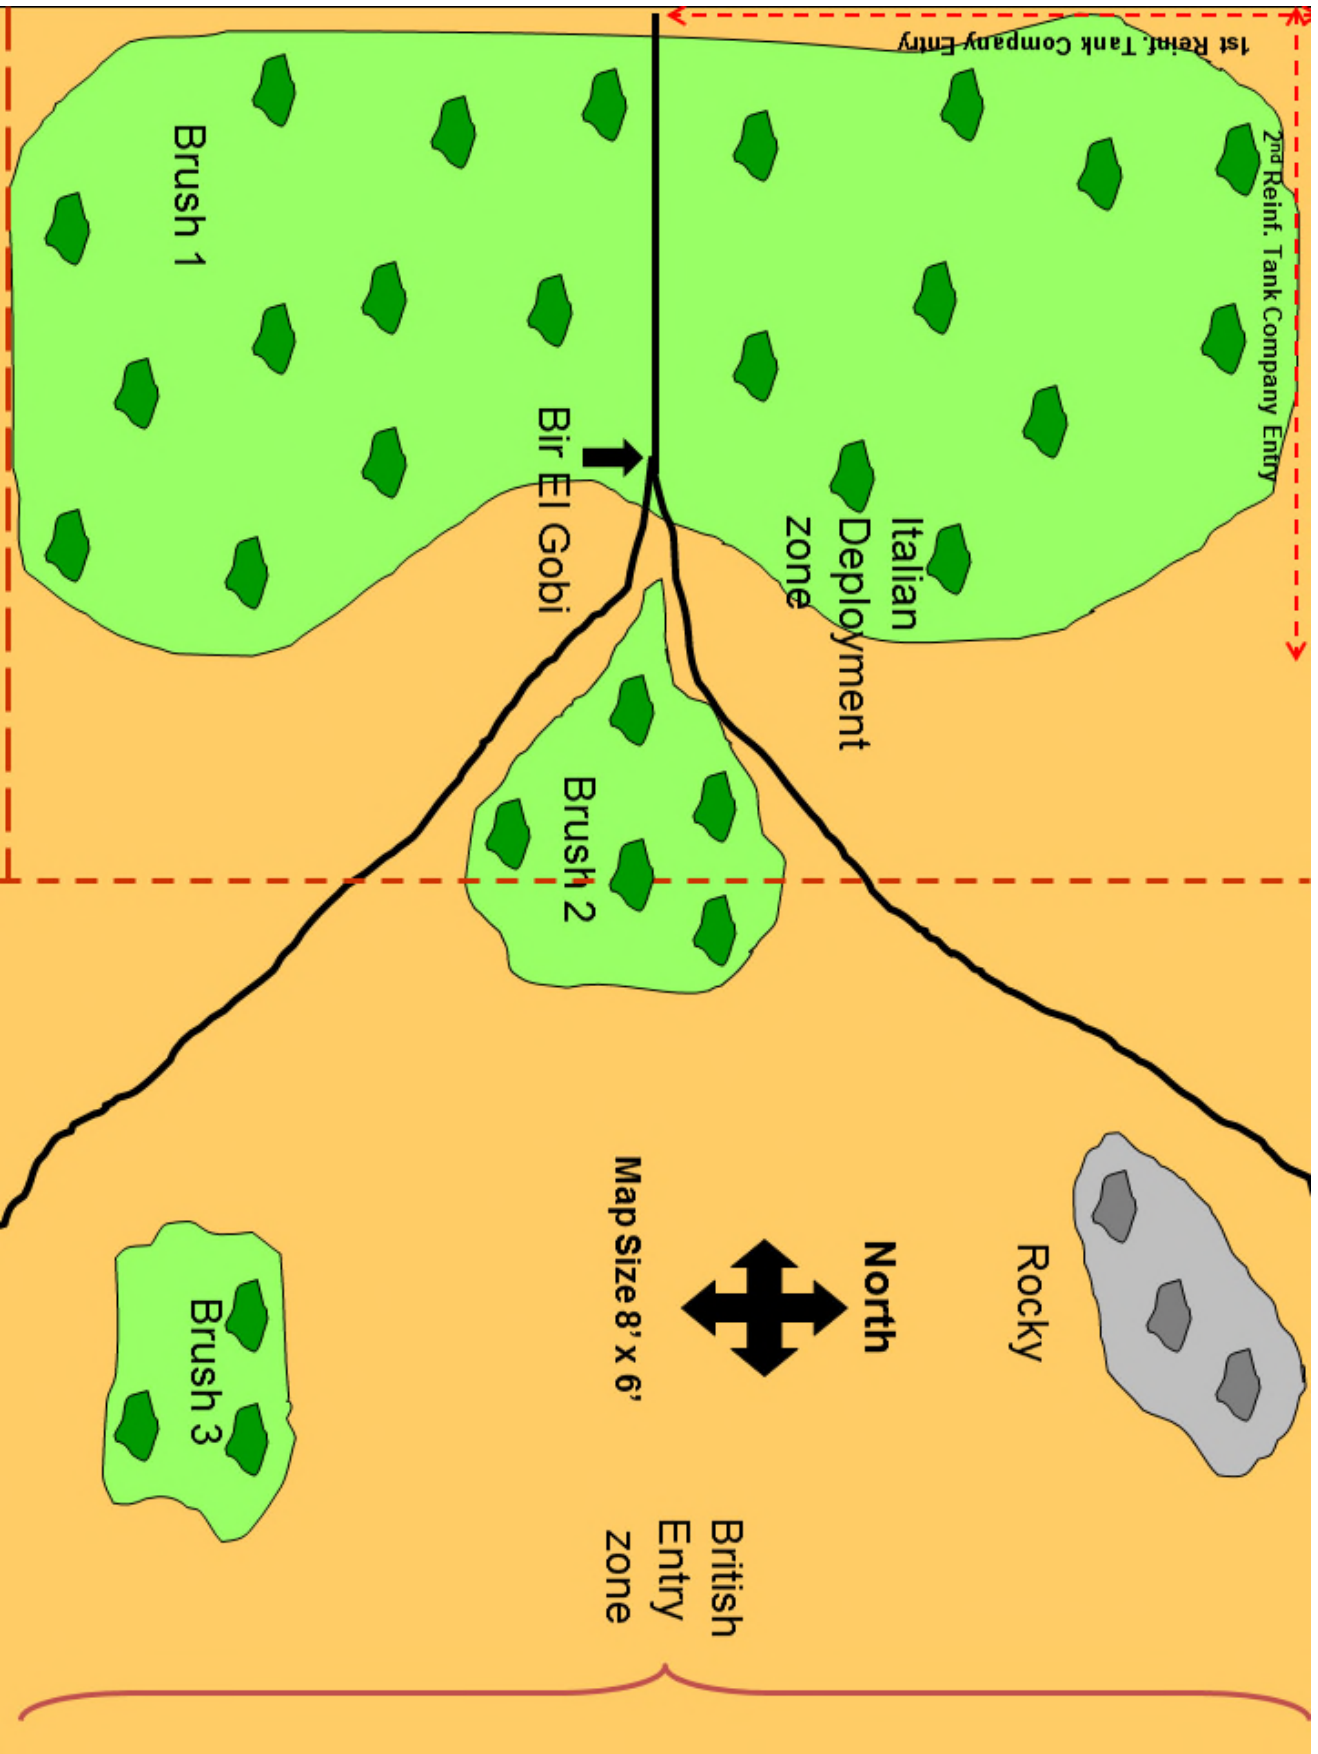 1st Reinf. Tank Company Entry
2nd Reinf. Tank Company Entry
Brush 1
Bir El Gobi
Italian
Deployment
zone
Brush 2
North
Map Size 8' x 6'
Rocky
Brush 3
British
Entry
zone